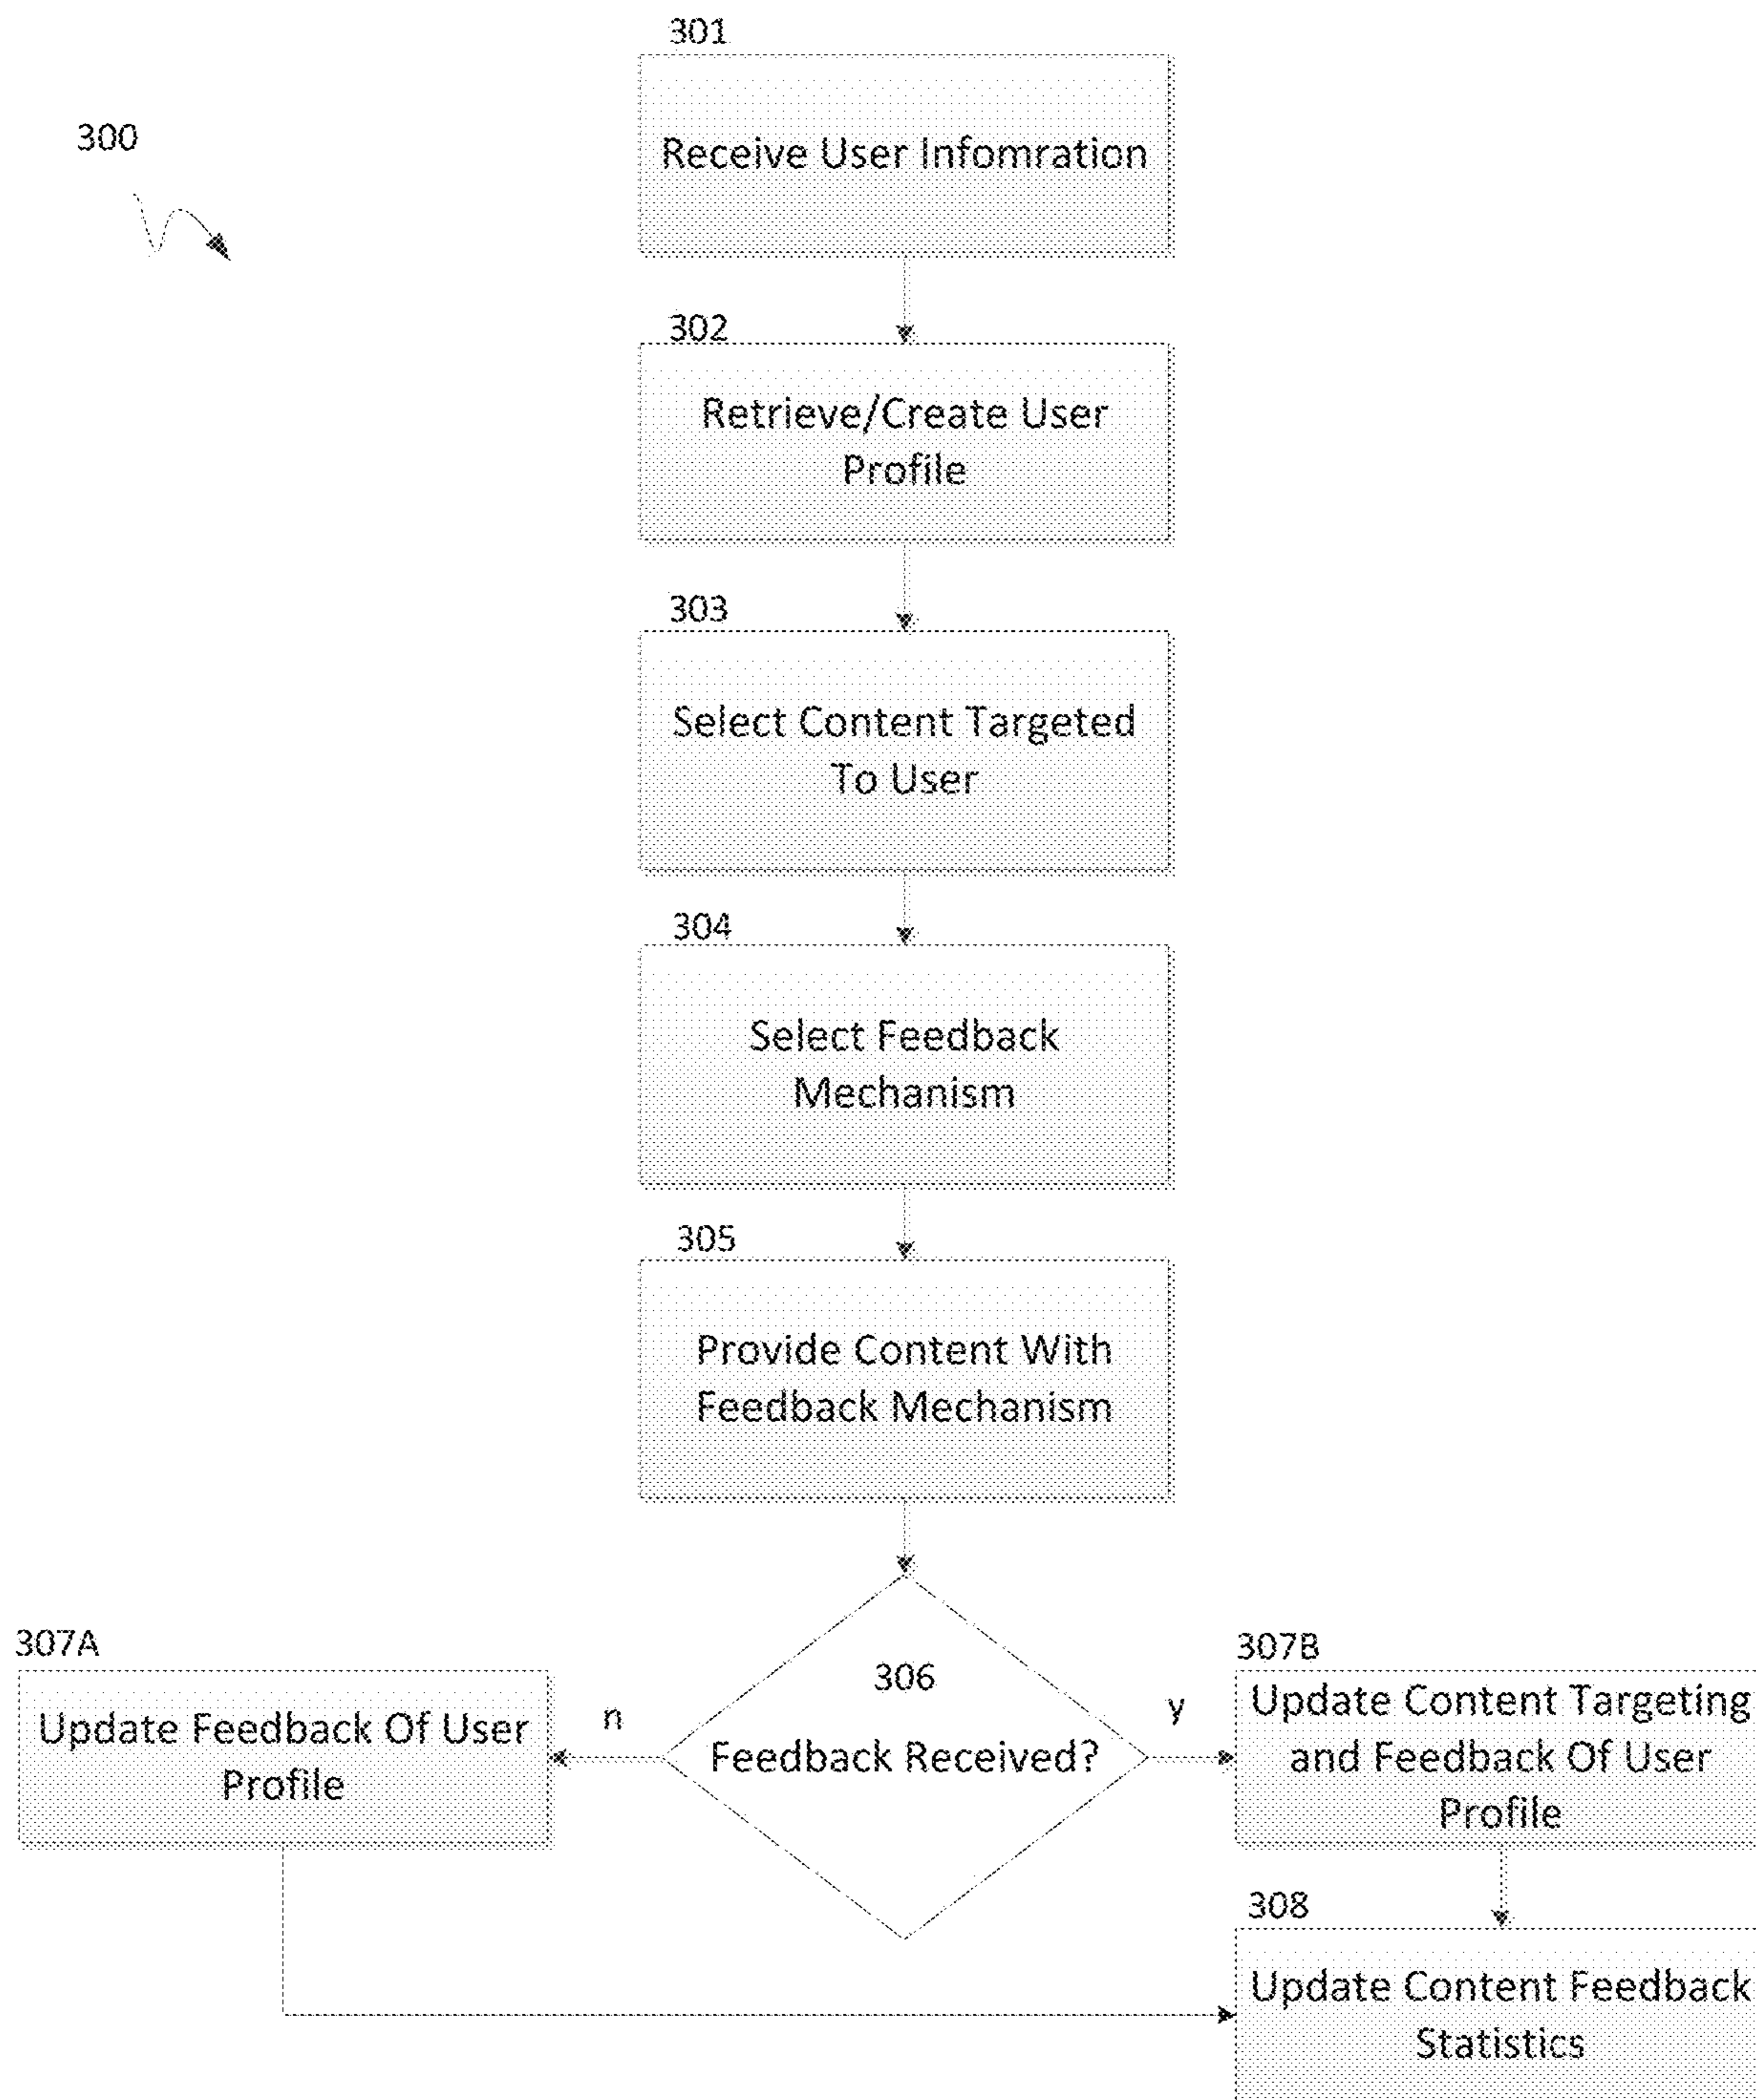 301
300
Receive User Infomration
302
Retrieve/Create User
Profile
303
Select Content Targeted
To User
304
Select Feedback
Mechanism
305
Provide Content With
Feedback Mechanism
306
Feedback Received?
n
y
307A
Update Feedback Of User
Profile
307B
Update Content Targeting
and Feedback Of User
Profile
308
Update Content Feedback
Statistics